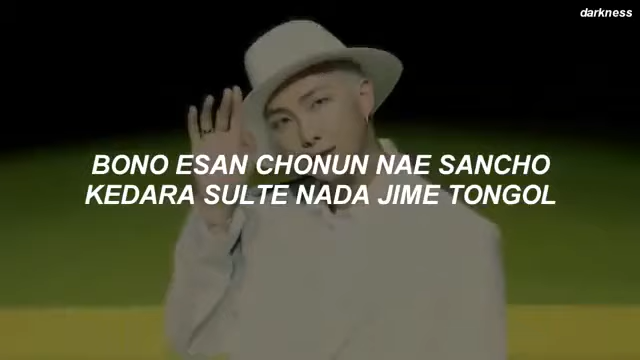 darkness
BONO ESAN CHONUN NAE SANCHO
KEDARA SULTE NADA JIME TONGOL